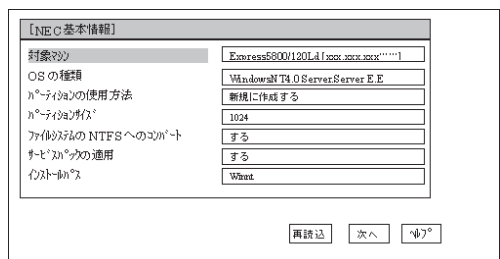 [NEC基本情報]
対象ﾏｼﾝ Express5800/120Ld [xxx.xxx.xxx……]
OSの種類 WindowsNT4.0 Server.Server E.E
ﾊﾟｰﾃｨｼｮﾝの使用方法 新規に作成する
ﾊﾟｰﾃｨｼｮﾝｻｲｽﾞ 1024
ﾌｧｲﾙｼｽﾃﾑのNTFSへのｺﾝﾊﾞｰﾄ する
ｻｰﾋﾞｽﾊﾟｯｸの適用 する
ｲﾝｽﾄｰﾙﾊﾟｽ Winnt
再読込 次へ ﾍﾙﾌﾟ